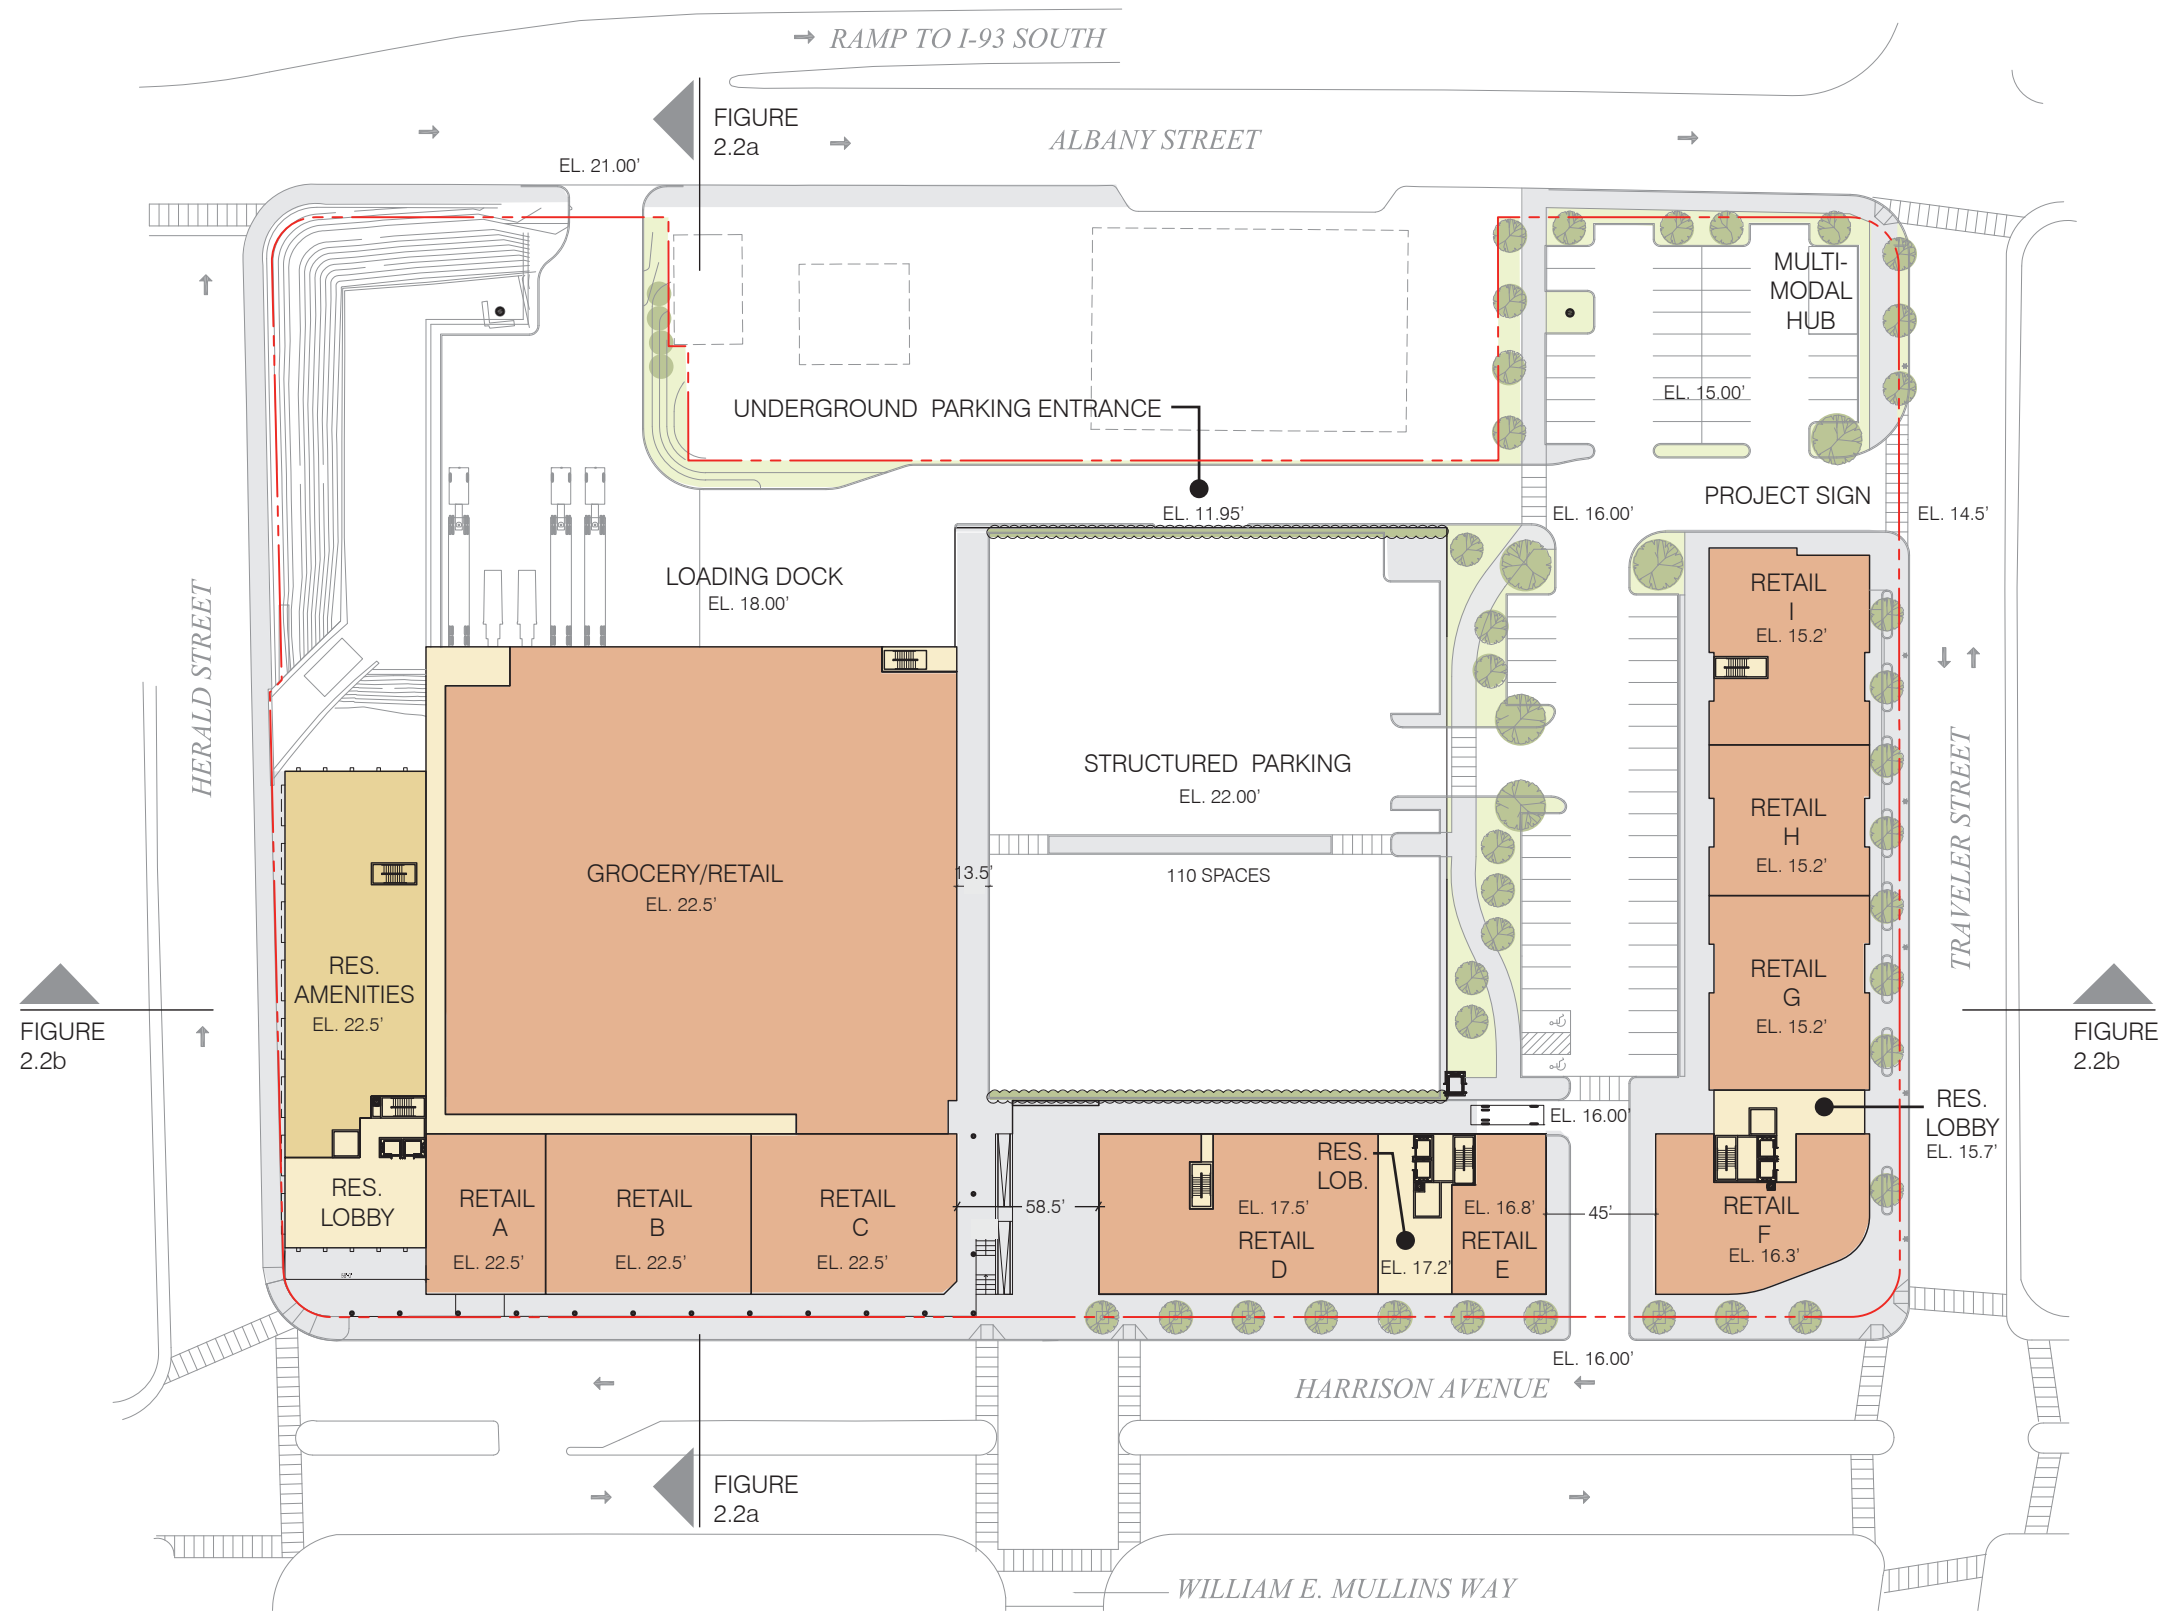 RAMP TO I-93 SOUTH
FIGURE
2.2a
ALBANY STREET
EL. 21.00'
MULTI-
MODAL
HUB
EL. 15.00'
UNDERGROUND PARKING ENTRANCE
PROJECT SIGN
EL. 11.95'
EL. 16.00'
EL. 14.5'
LOADING DOCK
EL. 18.00'
RETAIL
I
EL. 15.2'
HERALD STREET
STRUCTURED PARKING
EL. 22.00'
TRAVELER STREET
RETAIL
H
EL. 15.2'
GROCERY/RETAIL
EL. 22.5'
13.5'
110 SPACES
RES.
AMENITIES
EL. 22.5'
RETAIL
G
EL. 15.2'
FIGURE
2.2b
FIGURE
2.2b
RES.
LOBBY
EL. 15.7'
EL. 16.00'
RES.
LOBBY
RETAIL
A
EL. 22.5'
RETAIL
B
EL. 22.5'
RETAIL
C
EL. 22.5'
58.5'
EL. 17.5'
RETAIL
D
RES.
LOB.
EL. 17.2'
EL. 16.8'
RETAIL
E
45'
RETAIL
F
EL. 16.3'
EL. 16.00'
HARRISON AVENUE
FIGURE
2.2a
WILLIAM E. MULLINS WAY